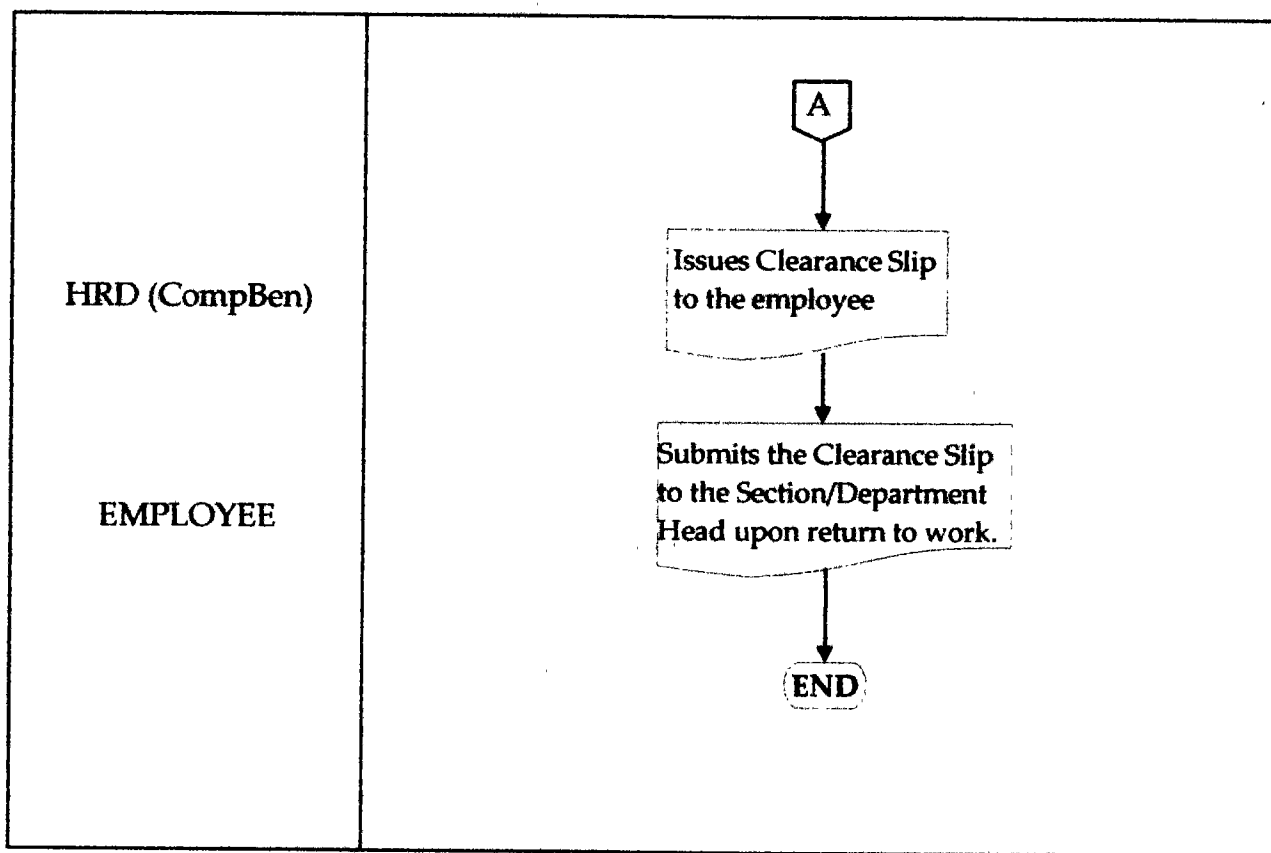 A
HRD (CompBen)
Issues Clearance Slip
to the employee
EMPLOYEE
Submits the Clearance Slip
to the Section/Department
Head upon return to work.
END